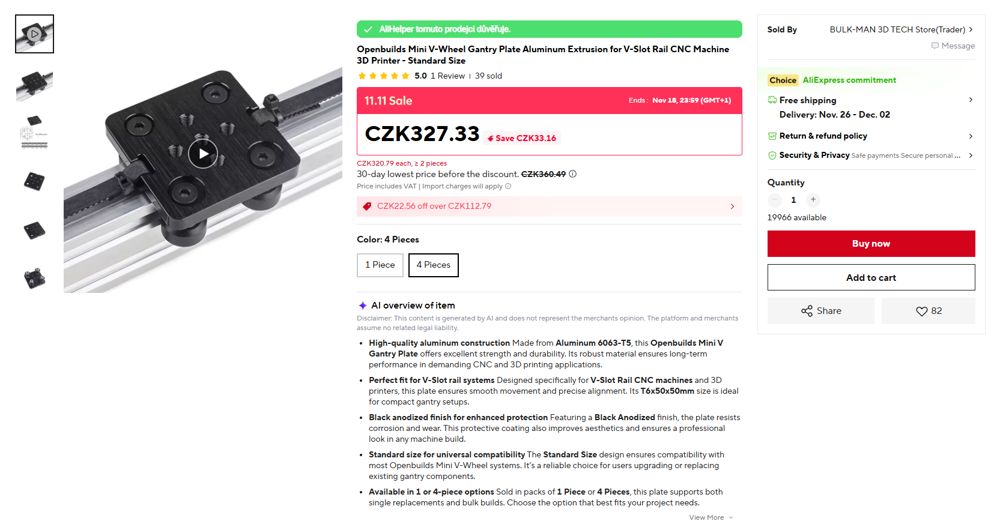 AliHelper tomuto prodejci důvěřuje.
Openbuilds Mini V-Wheel Gantry Plate Aluminum Extrusion for V-Slot Rail CNC Machine
3D Printer - Standard Size
5.0 1 Review | 39 sold
11.11 Sale
Ends: Nov 18, 23:59 (GMT+1)
CZK327.33 Save CZK33.16
CZK320.79 each, ≥ 2 pieces
30-day lowest price before the discount. CZK360.49
Price includes VAT | Import charges will apply
CZK22.56 off over CZK112.79
Color: 4 Pieces
1 Piece
4 Pieces
AI overview of item
Disclaimer: This content is generated by AI and does not represent the merchants opinion. The platform and merchants
assume no related legal liability.
High-quality aluminum construction Made from Aluminum 6063-T5, this Openbuilds Mini V
Gantry Plate offers excellent strength and durability. Its robust material ensures long-term
performance in demanding CNC and 3D printing applications.
Perfect fit for V-Slot rail systems Designed specifically for V-Slot Rail CNC machines and 3D
printers, this plate ensures smooth movement and precise alignment. Its T6x50x50mm size is ideal
for compact gantry setups.
Black anodized finish for enhanced protection Featuring a Black Anodized finish, the plate resists
corrosion and wear. This protective coating also improves aesthetics and ensures a professional
look in any machine build.
Standard size for universal compatibility The Standard Size design ensures compatibility with
most Openbuilds Mini V-Wheel systems. It's a reliable choice for users upgrading or replacing
existing gantry components.
Available in 1 or 4-piece options Sold in packs of 1 Piece or 4 Pieces, this plate supports both
single replacements and bulk builds. Choose the option that best fits your project needs.
View More
Sold By
BULK-MAN 3D TECH Store(Trader)
Message
Choice AliExpress commitment
Free shipping
Delivery: Nov. 26 - Dec. 02
Return & refund policy
Security & Privacy Safe payments Secure personal ...
Quantity
1
19966 available
Buy now
Add to cart
Share
82